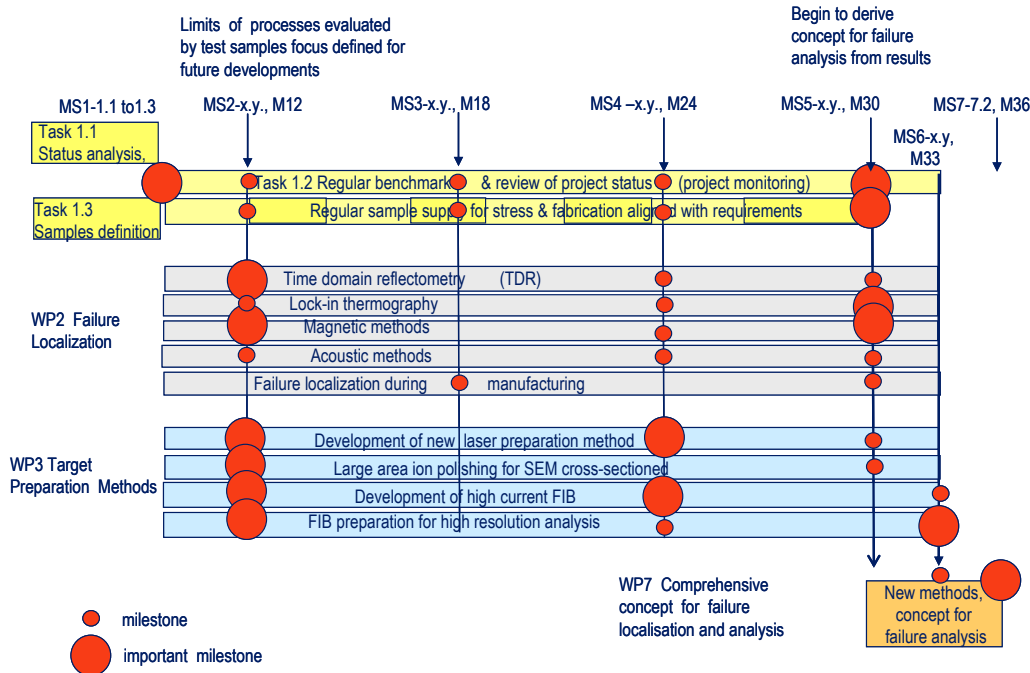 Limits of processes evaluated
by test samples focus defined for
future developments
Begin to derive
concept for failure
analysis from results
MS1-1.1 to1.3
MS2-x.y., M12
MS3-x.y., M18
MS4 –x.y., M24
MS5-x.y., M30
MS7-7.2, M36
MS6-x.y,
M33
Task 1.1
Status analysis,
Task 1.2 Regular benchmark & review of project status (project monitoring)
Task 1.3
Samples definition
Regular sample supply for stress & fabrication aligned with requirements
WP2 Failure
Localization
Time domain reflectometry (TDR)
Lock-in thermography
Magnetic methods
Acoustic methods
Failure localization during manufacturing
WP3 Target
Preparation Methods
Development of new laser preparation method
Large area ion polishing for SEM cross-sectioned
Development of high current FIB
FIB preparation for high resolution analysis
WP7 Comprehensive
concept for failure
localisation and analysis
New methods,
concept for
failure analysis
milestone
important milestone